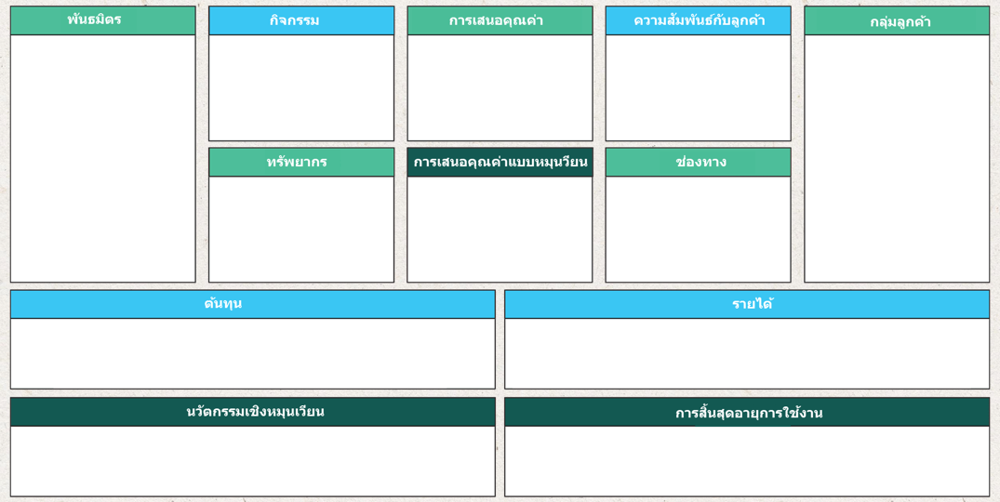 พันธมิตร
กิจกรรม
การเสนอคุณค่า
ความสัมพันธ์กับลูกค้า
กลุ่มลูกค้า
ทรัพยากร
การเสนอคุณค่าแบบหมุนวียน
ช่องทาง
ต้นทุน
รายได้
นวัตกรรมเชิงหมุนเวียน
การสิ้นสุดอายุการใช้งาน